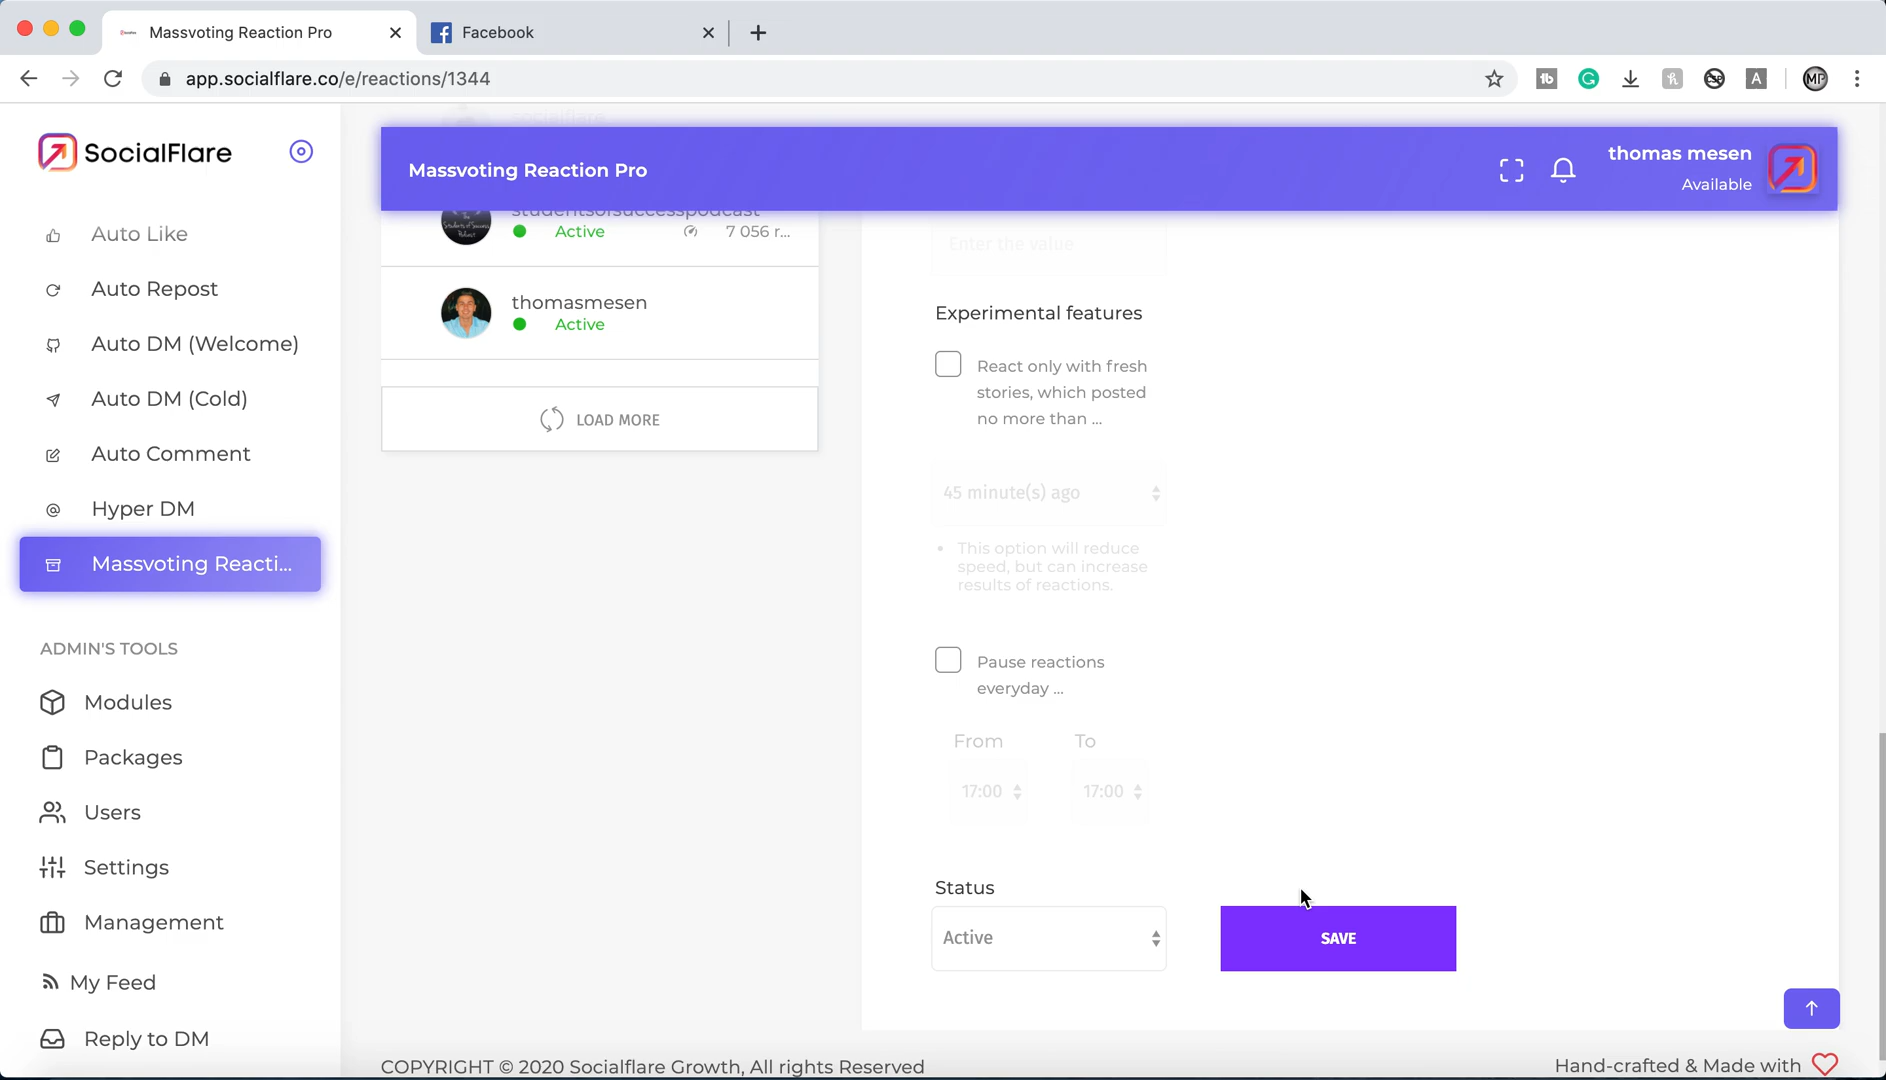 Massvoting Reaction Pro
Facebook
app.socialflare.co/e/reactions/1344
SocialFlare
Auto Like
Auto Repost
Auto DM (Welcome)
Auto DM (Cold)
Auto Comment
Hyper DM
Massvoting Reacti...
ADMIN'S TOOLS
Modules
Packages
Users
Settings
Management
My Feed
Reply to DM
socialflare
Massvoting Reaction Pro
thomas mesen
Available
studentsofsuccesspodcast
Active
7 056 r...
thomasmesen
Active
LOAD MORE
Enter the value
Experimental features
React only with fresh
stories, which posted
no more than ...
45 minute(s) ago
• This option will reduce
speed, but can increase
results of reactions.
Pause reactions
everyday ...
From To
17:00 17:00
Status
Active
SAVE
COPYRIGHT © 2020 Socialflare Growth, All rights Reserved
Hand-crafted & Made with